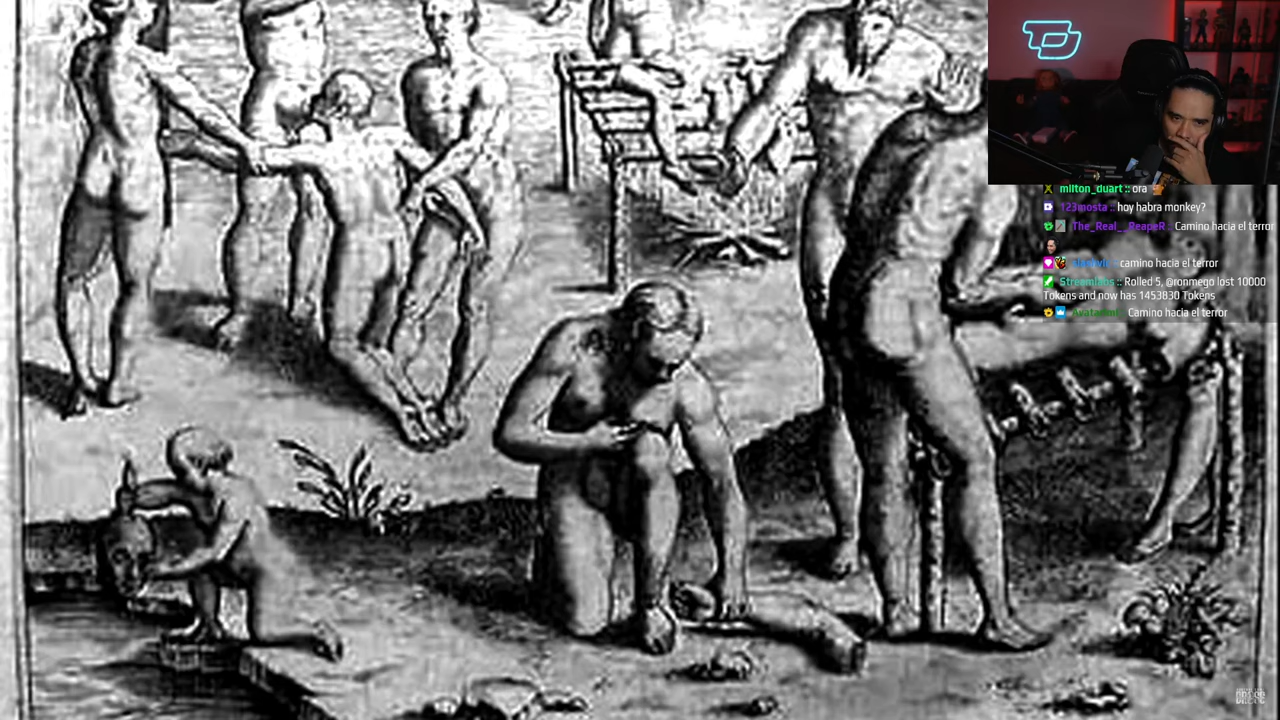 milton_duart :: ora
123mosta :: hoy habra monkey?
The_Real__ReapeR : Camino hacia el terror
camino hacia el terror
Streamlabs :: Rolled 5, @ronmego lost 10000
Tokens and now has 1453830 Tokens
Camino hacia el terror